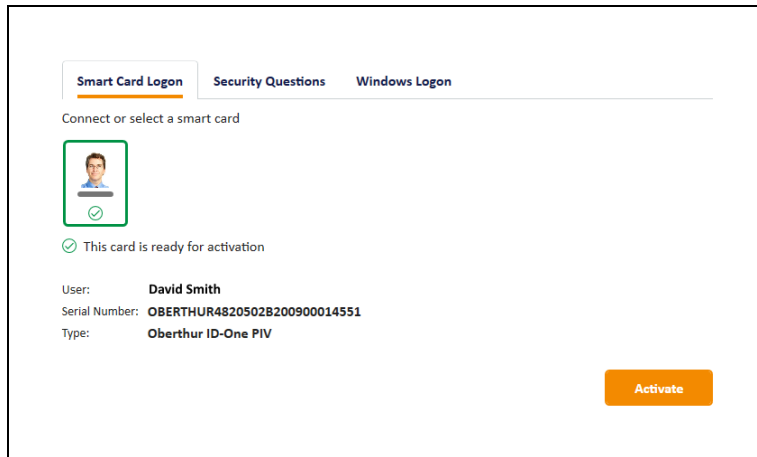 Smart Card Logon Security Questions Windows Logon
Connect or select a smart card
This card is ready for activation
User: David Smith
Serial Number: OBERTHUR4820502B200900014551
Type: Oberthur ID-One PIV
Activate